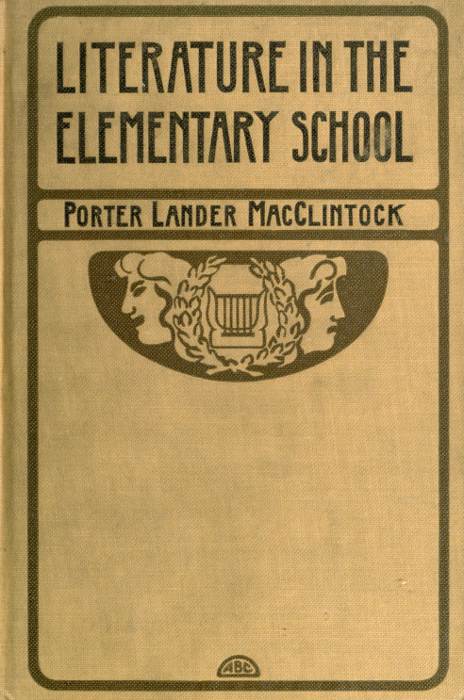 LITERATURE IN THE
ELEMENTARY SCHOOL
PORTER LANDER MACCLINTOCK
ABC